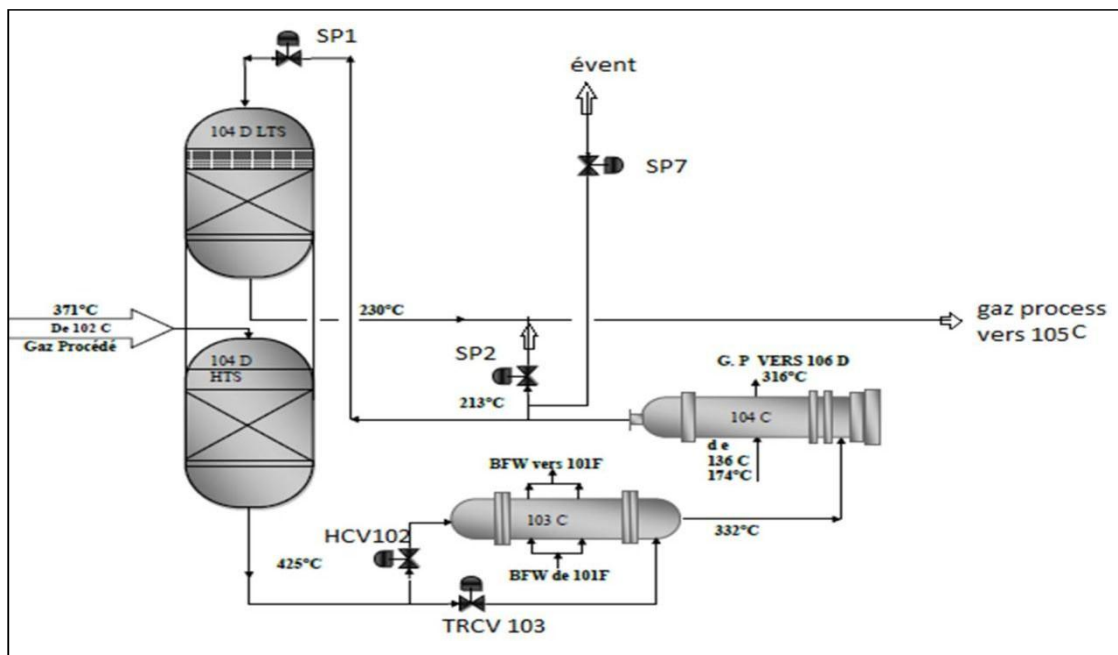 SP1
évent
104 D LTS
SP7
371°C
De 102 C
Gaz Procédé
230°C
gaz process
vers 105C
104 D
HTS
SP2
G. P VERS 106 D
316°C
213°C
104 C
d e
136 C
174°C
BFW vers 101F
103 C
332°C
HCV102
425°C
BFW de 101F
TRCV 103